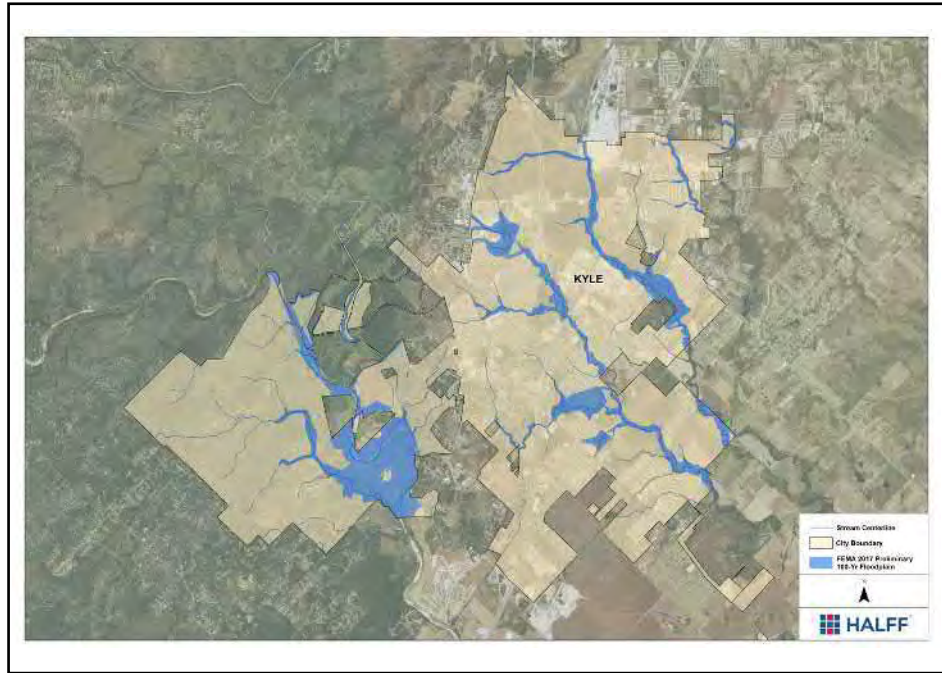 KYLE
Stream Centerline
City Boundary
FEMA 2017 Preliminary
100-Yr Floodplain
HALFF